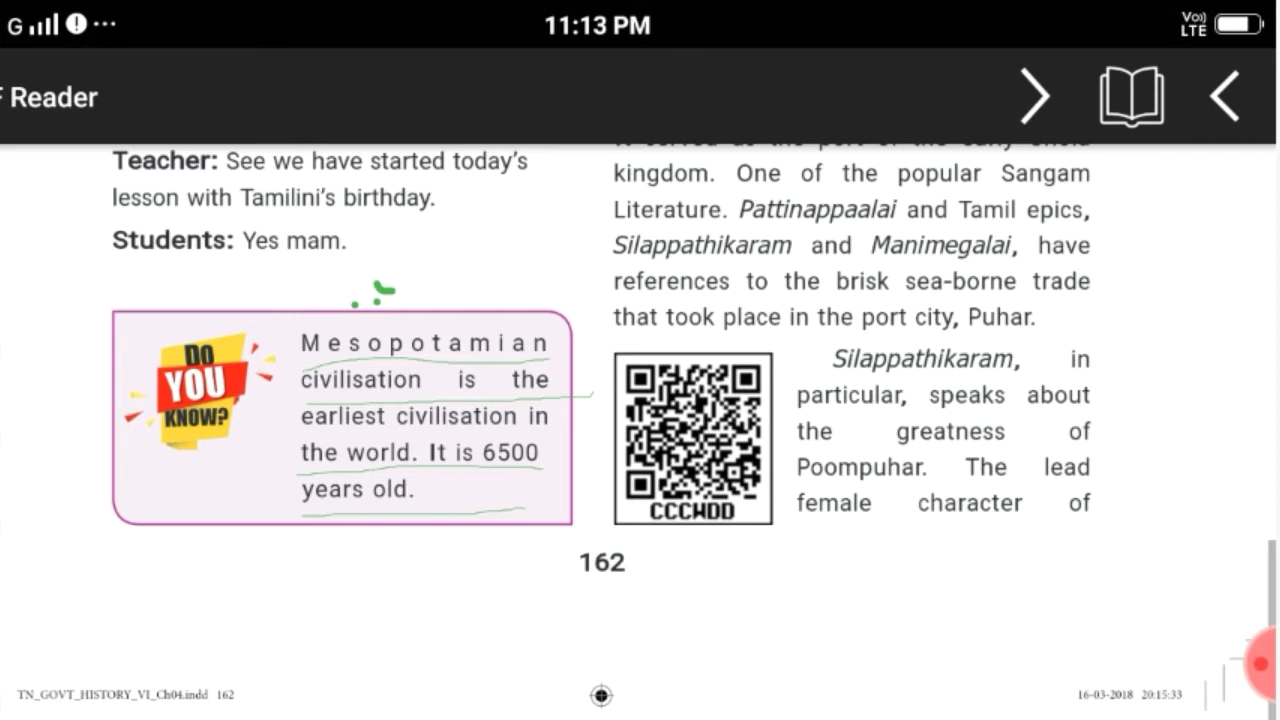 G
11:13 PM
Vo))
LTE
Reader
Teacher: See we have started today's
lesson with Tamilini's birthday.
Students: Yes mam.
DO
YOU
KNOW?
Mesopotamian
civilisation is the
earliest civilisation in
the world. It is 6500
years old.
kingdom. One of the popular Sangam
Literature. Pattinappaalai and Tamil epics,
Silappathikaram and Manimegalai, have
references to the brisk sea-borne trade
that took place in the port city, Puhar.
CCCWDD
Silappathikaram, in
particular, speaks about
the greatness of
Poompuhar. The lead
female character of
162
TN_GOVT_HISTORY_VI_Ch04.indd 162
16-03-2018 20:15:33